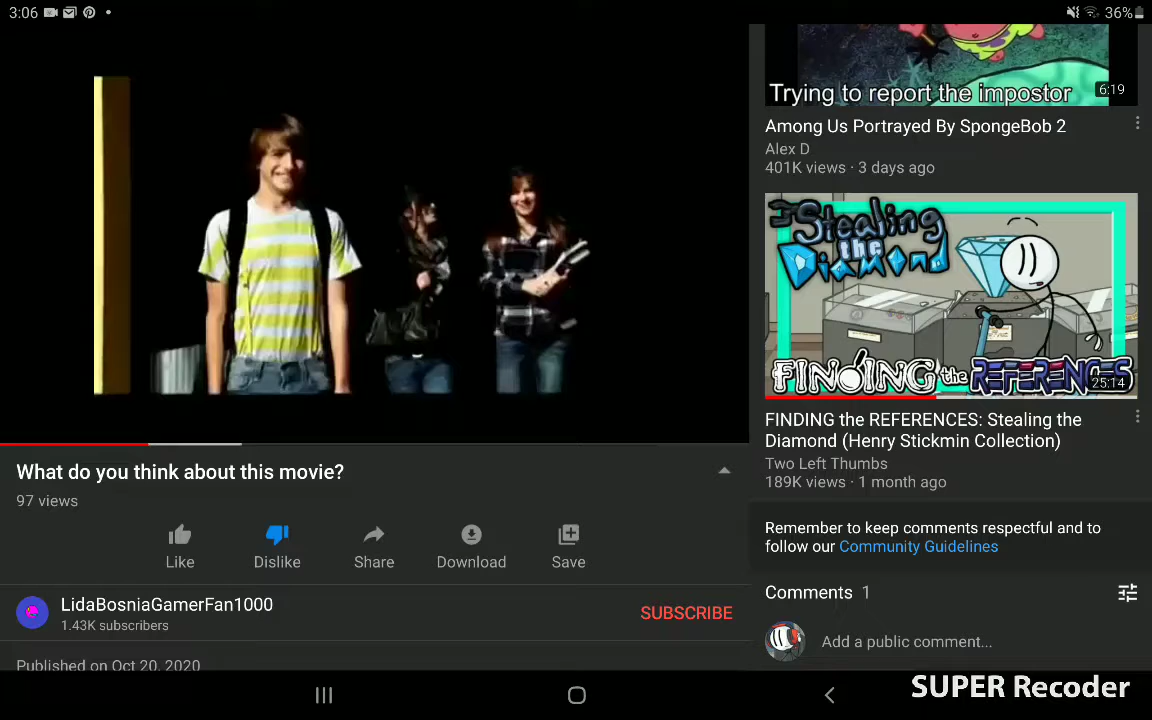 3:06
36%
Trying to report the impostor
6:19
Among Us Portrayed By SpongeBob 2
Alex D
401K views · 3 days ago
Stealing
the
Diamond
FINDING the REFERENCES
25:14
FINDING the REFERENCES: Stealing the
Diamond (Henry Stickmin Collection)
Two Left Thumbs
189K views · 1 month ago
What do you think about this movie?
97 views
Like
Dislike
Share
Download
Save
LidaBosniaGamerFan1000
1.43K subscribers
SUBSCRIBE
Published on Oct 20, 2020
Remember to keep comments respectful and to
follow our Community Guidelines
Comments 1
Add a public comment...
SUPER Recoder